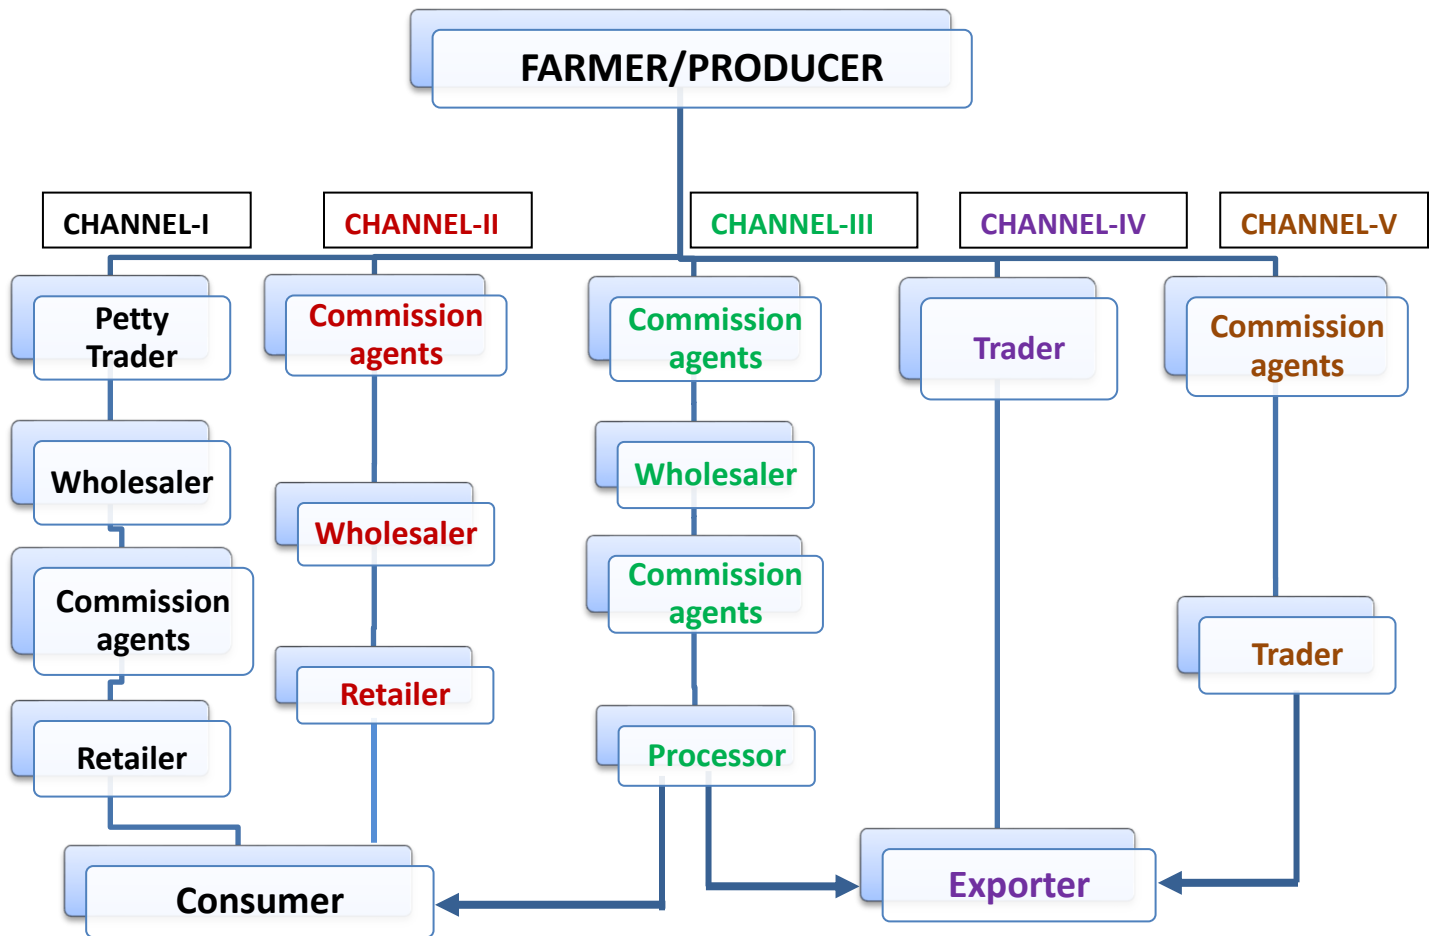 FARMER/PRODUCER
CHANNEL-I
CHANNEL-II
CHANNEL-III
CHANNEL-IV
CHANNEL-V
Petty
Trader
Commission
agents
Commission
agents
Trader
Commission
agents
Wholesaler
Wholesaler
Wholesaler
Commission
agents
Commission
agents
Trader
Retailer
Retailer
Processor
Consumer
Exporter